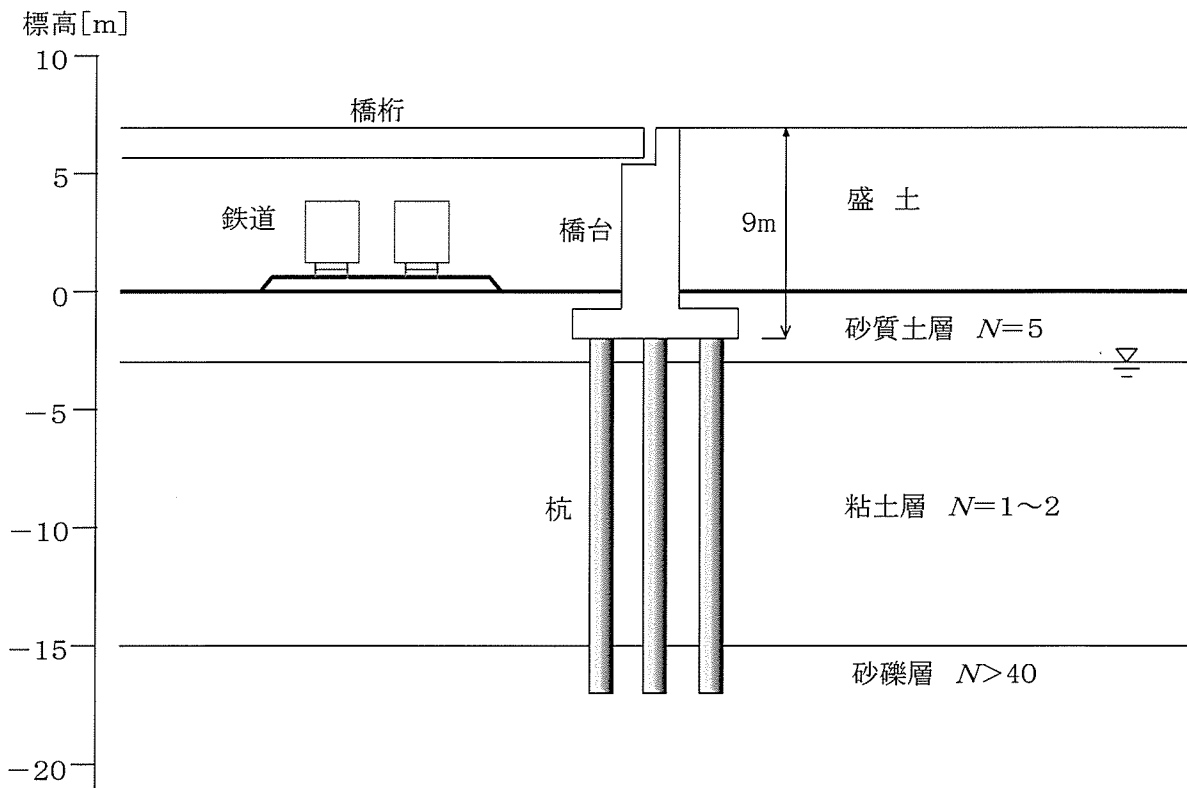 標高[m]
10
橋桁
5
鉄道
橋台
9m
盛 土
0
砂質土層 N=5
-5
杭
粘土層 N=1～2
-10
-15
砂礫層 N>40
-20